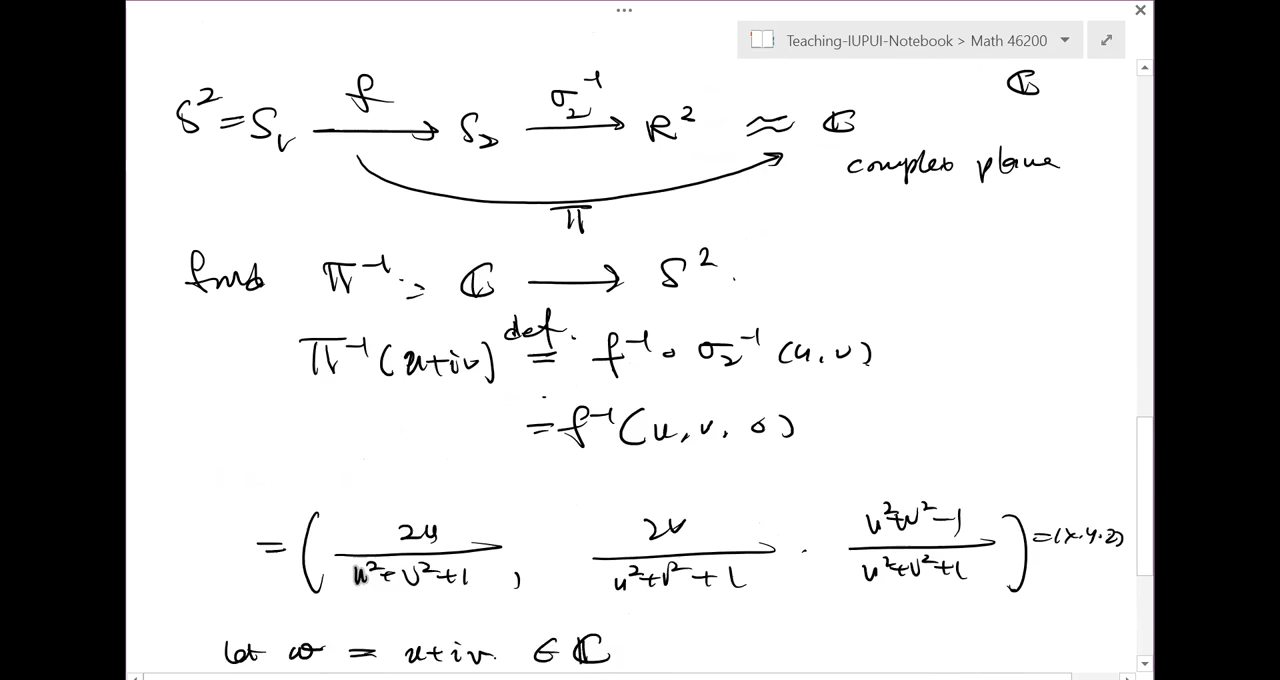 Teaching-IUPUI-Notebook > Math 46200
ℂ
S² = S₁ —f→ S₂ —σ₂⁻¹→ ℝ² ≈ ℂ
complex plane
π
find π⁻¹ : ℂ → S².
π⁻¹(u+iv) def. = f⁻¹ ∘ σ₂⁻¹ (u, v)
= f⁻¹(u, v, 0)
= ( 2u / (u²+v²+1), 2v / (u²+v²+1), (u²+v²-1) / (u²+v²+1) ) = (x, y, z)
let w = u+iv ∈ ℂ